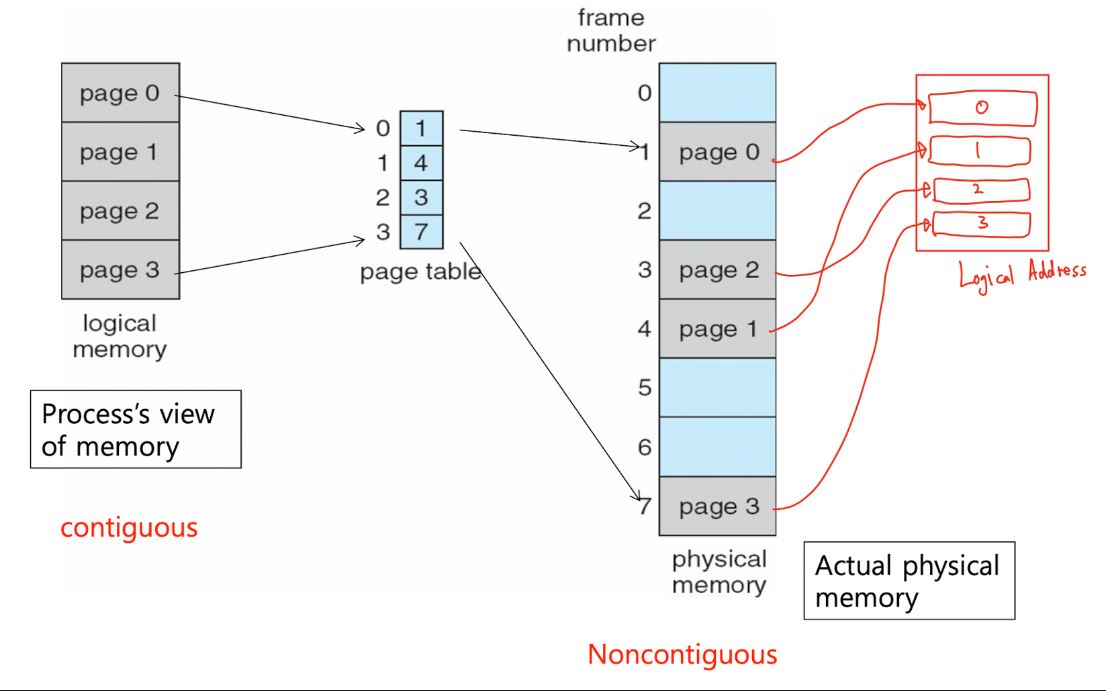 frame
number
page 0
page 1
page 2
page 3
logical
memory
Process's view
of memory
contiguous
0 1
1 4
2 3
3 7
page table
0
1 page 0
2
3 page 2
4 page 1
5
6
7 page 3
physical
memory
Noncontiguous
0
1
2
3
Logical Address
Actual physical
memory